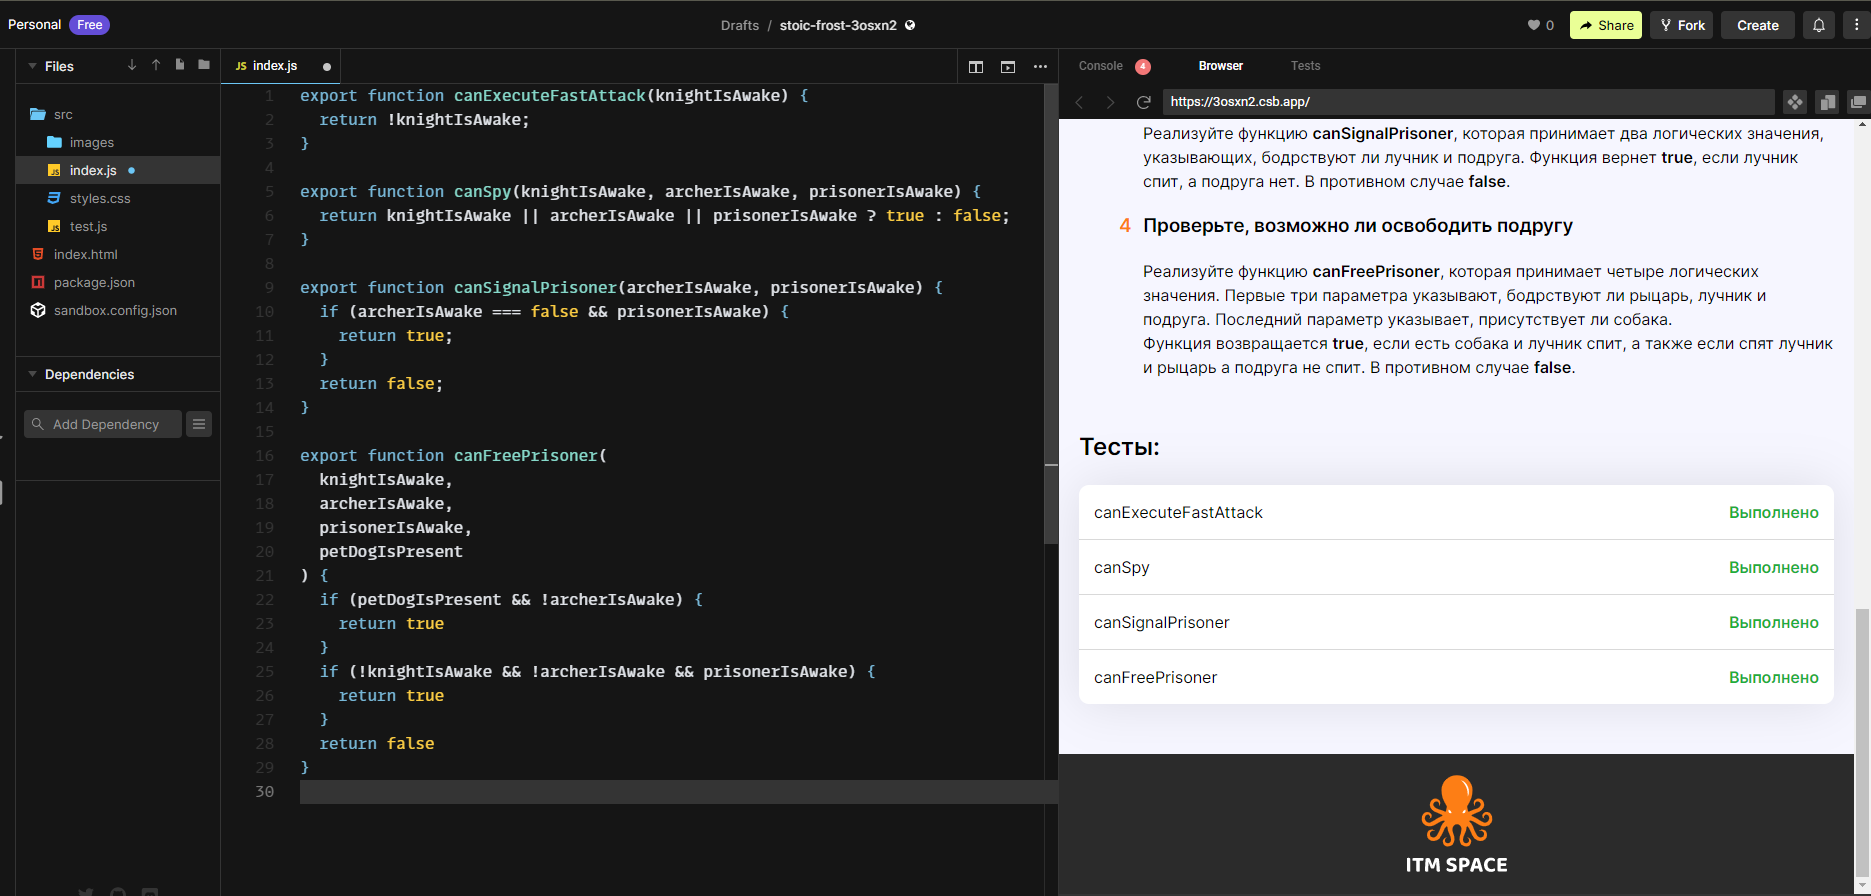 Personal Free
Drafts / stoic-frost-3osxn2
0 Share Fork Create
Files
src
images
index.js
styles.css
test.js
index.html
package.json
sandbox.config.json
Dependencies
Add Dependency
JS index.js
1 export function canExecuteFastAttack(knightIsAwake) {
2 return !knightIsAwake;
3 }
4
5 export function canSpy(knightIsAwake, archerIsAwake, prisonerIsAwake) {
6 return knightIsAwake || archerIsAwake || prisonerIsAwake ? true : false;
7 }
8
9 export function canSignalPrisoner(archerIsAwake, prisonerIsAwake) {
10 if (archerIsAwake === false && prisonerIsAwake) {
11 return true;
12 }
13 return false;
14 }
15
16 export function canFreePrisoner(
17 knightIsAwake,
18 archerIsAwake,
19 prisonerIsAwake,
20 petDogIsPresent
21 ) {
22 if (petDogIsPresent && !archerIsAwake) {
23 return true
24 }
25 if (!knightIsAwake && !archerIsAwake && prisonerIsAwake) {
26 return true
27 }
28 return false
29 }
30
Console 4 Browser Tests
https://3osxn2.csb.app/
Реализуйте функцию canSignalPrisoner, которая принимает два логических значения,
указывающих, бодрствуют ли лучник и подруга. Функция вернет true, если лучник
спит, а подруга нет. В противном случае false.
4 Проверьте, возможно ли освободить подругу
Реализуйте функцию canFreePrisoner, которая принимает четыре логических
значения. Первые три параметра указывают, бодрствуют ли рыцарь, лучник и
подруга. Последний параметр указывает, присутствует ли собака.
Функция возвращается true, если есть собака и лучник спит, а также если спят лучник
и рыцарь а подруга не спит. В противном случае false.
Тесты:
canExecuteFastAttack Выполнено
canSpy Выполнено
canSignalPrisoner Выполнено
canFreePrisoner Выполнено
ITM SPACE